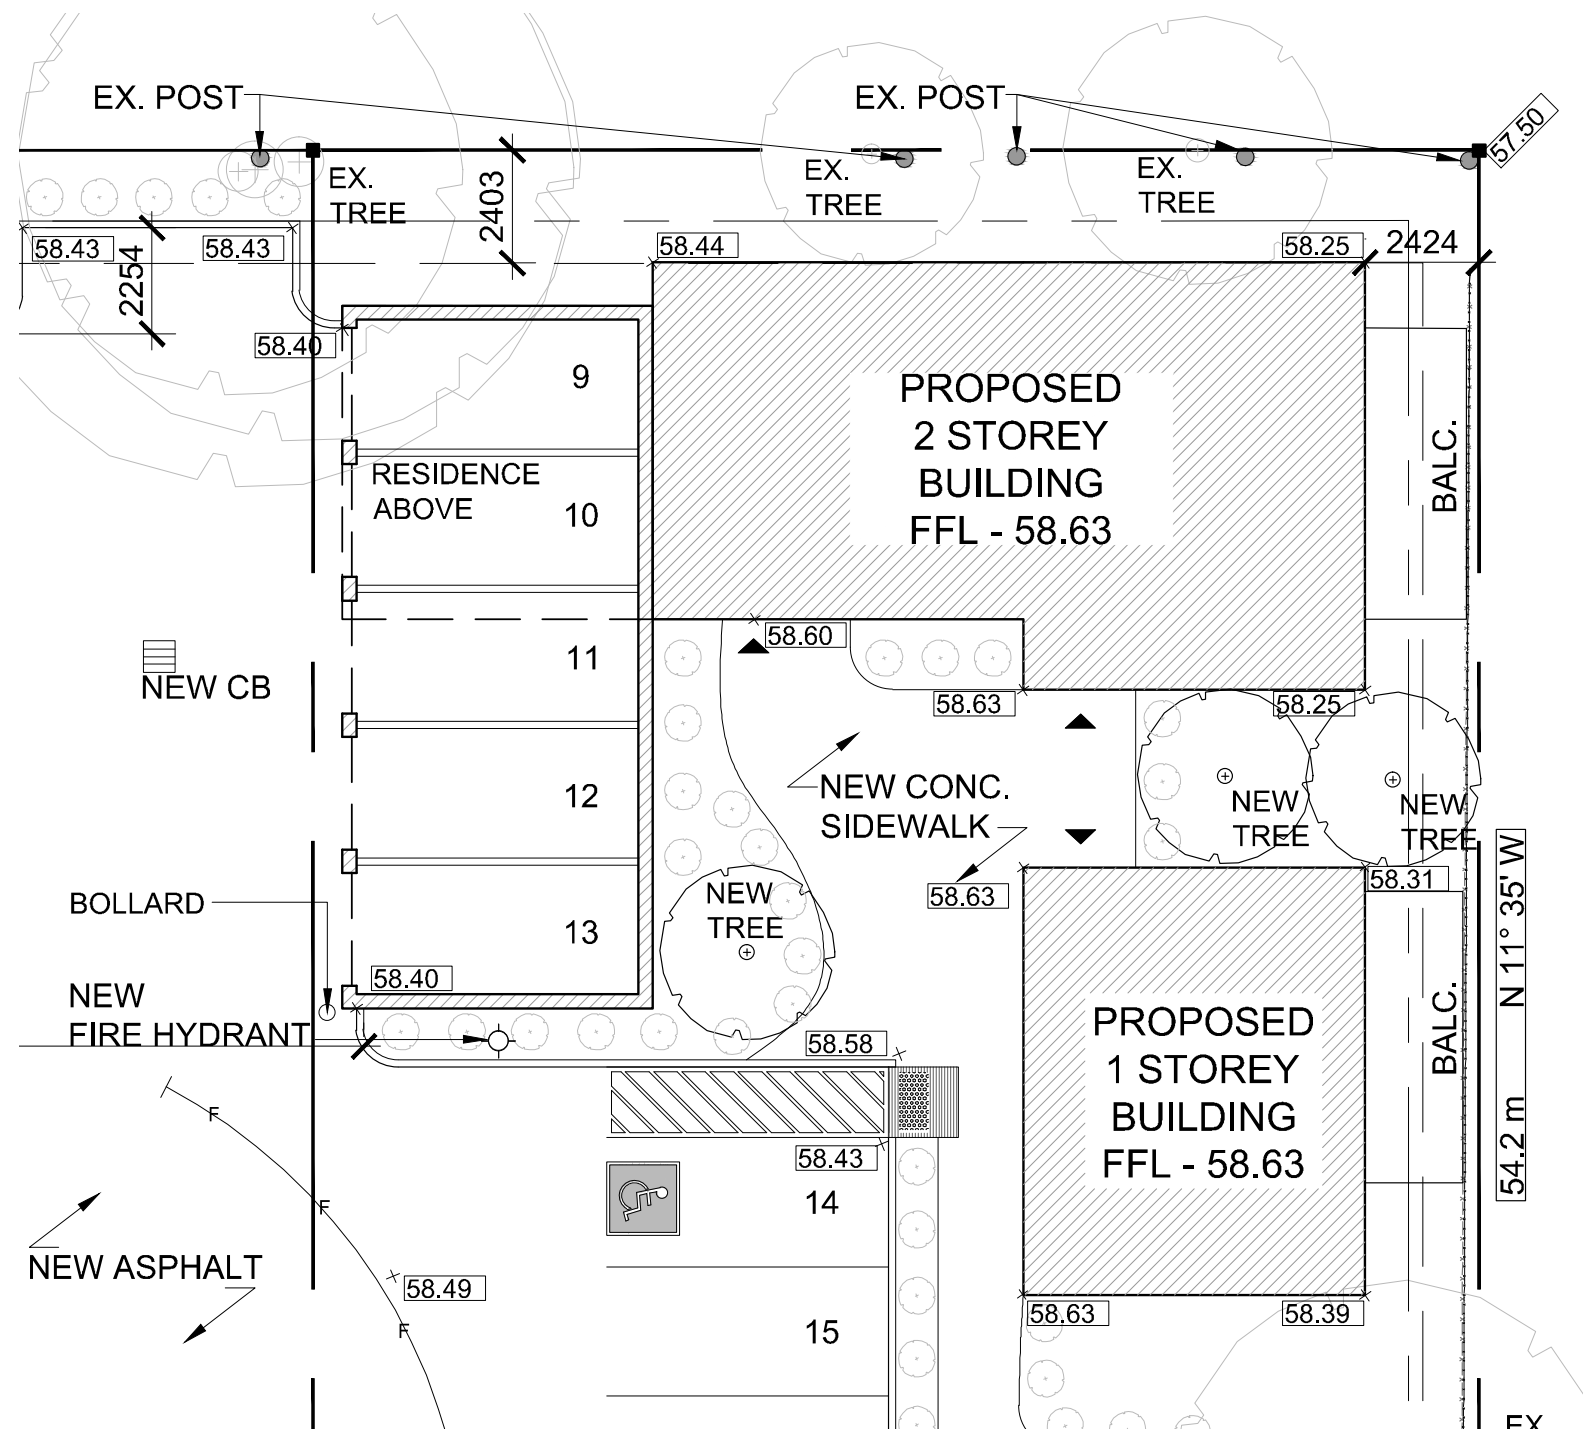 EX. POST
EX. POST
57.50
EX.
TREE
2403
EX.
TREE
EX.
TREE
58.43
58.43
2254
58.44
58.25
2424
58.40
9
PROPOSED
2 STOREY
BUILDING
FFL - 58.63
BALC.
RESIDENCE
ABOVE
10
11
58.60
NEW CB
58.63
58.25
12
NEW CONC.
SIDEWALK
NEW
TREE
NEW
TREE
58.31
58.63
54.2 m N 11° 35' W
BOLLARD
NEW
TREE
13
58.40
NEW
FIRE HYDRANT
58.58
PROPOSED
1 STOREY
BUILDING
FFL - 58.63
BALC.
F
58.43
14
F
NEW ASPHALT
58.49
F
15
58.63
58.39
EX